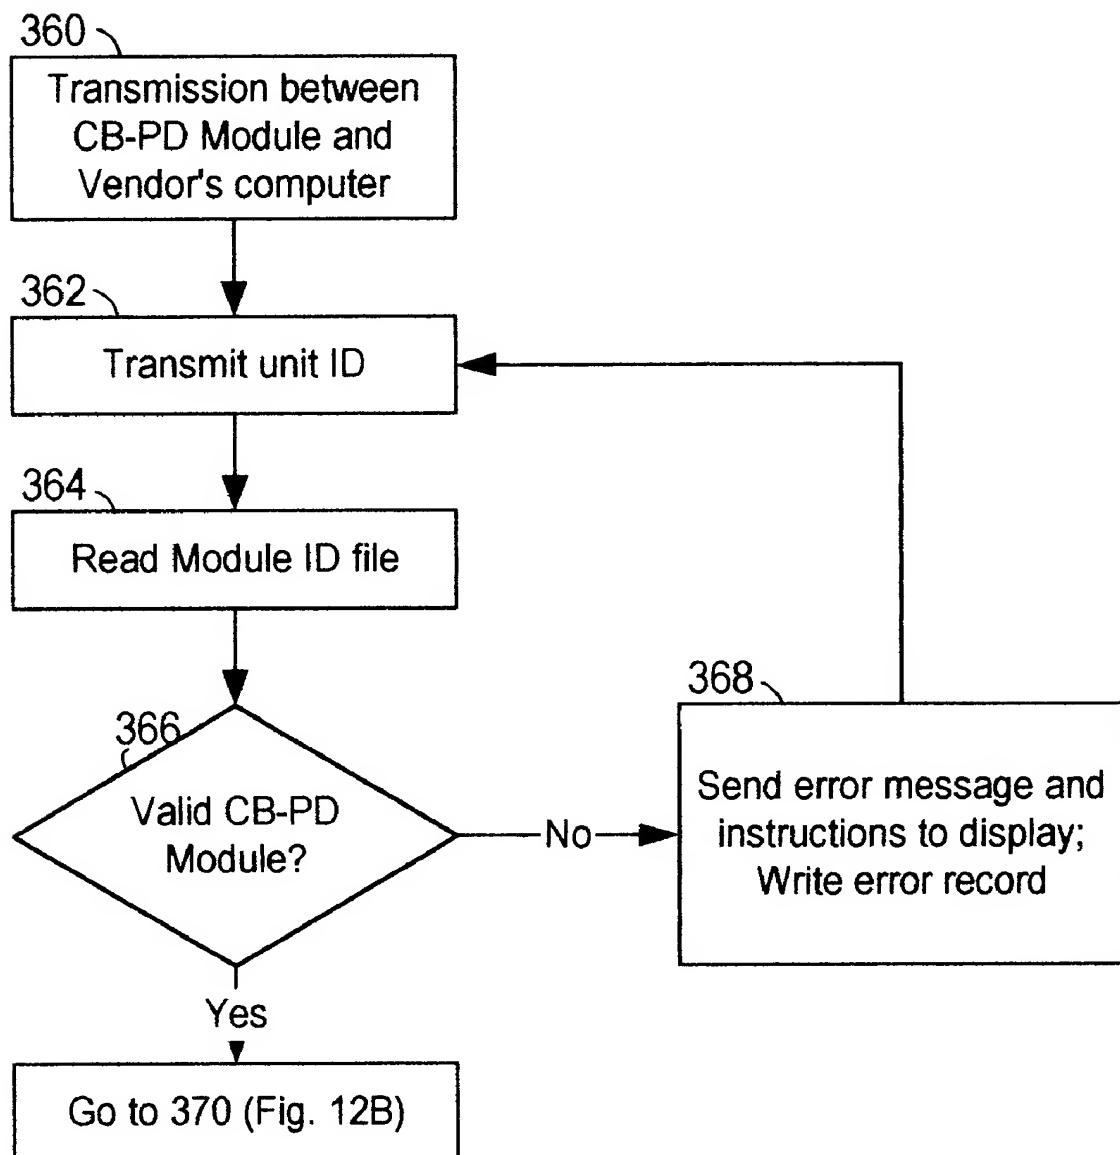 360
Transmission between
CB-PD Module and
Vendor's computer
362
Transmit unit ID
364
Read Module ID file
366
Valid CB-PD
Module?
No
368
Send error message and
instructions to display;
Write error record
Yes
Go to 370 (Fig. 12B)